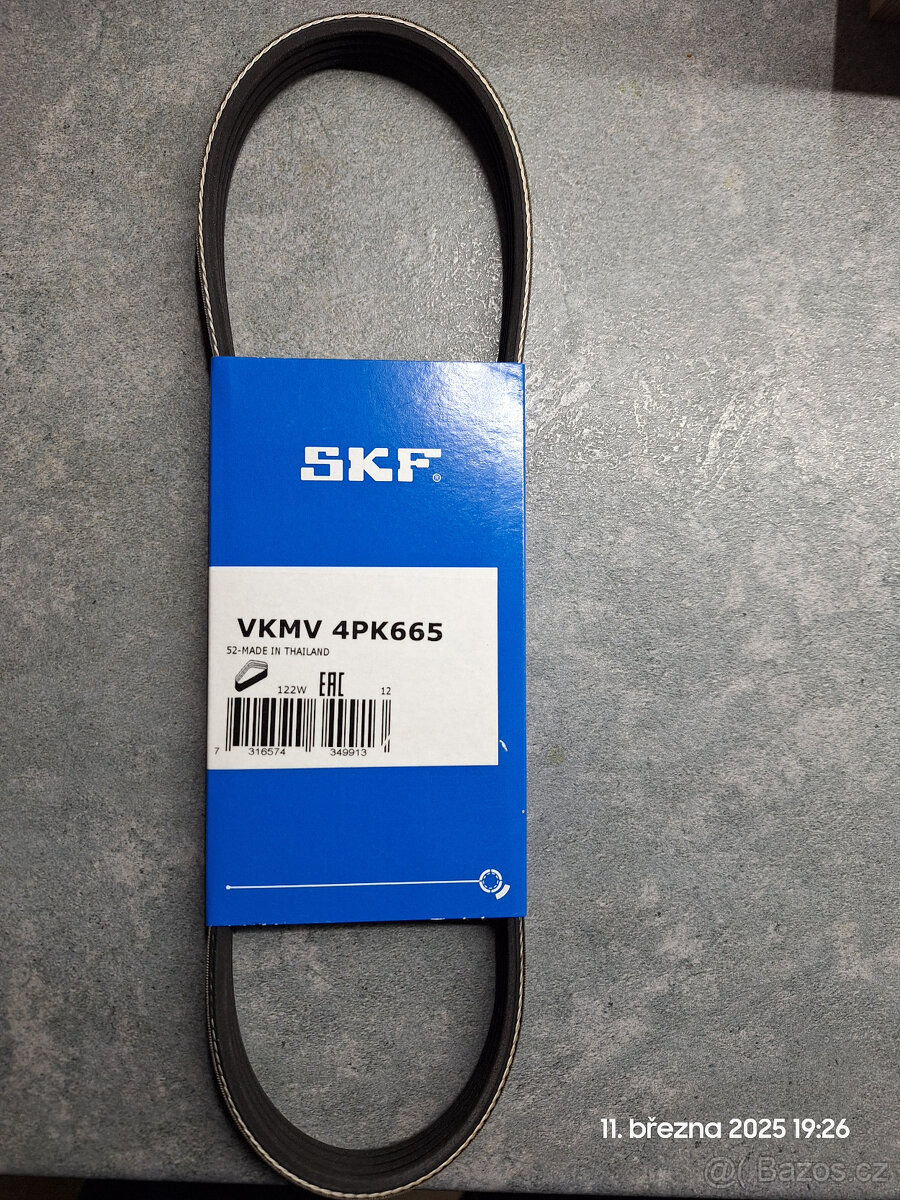 SKF®
VKMV 4PK665
52-MADE IN THAILAND
122W EAC 12
7 316574 349913
11. března 2025 19:26
@( Bazos.cz